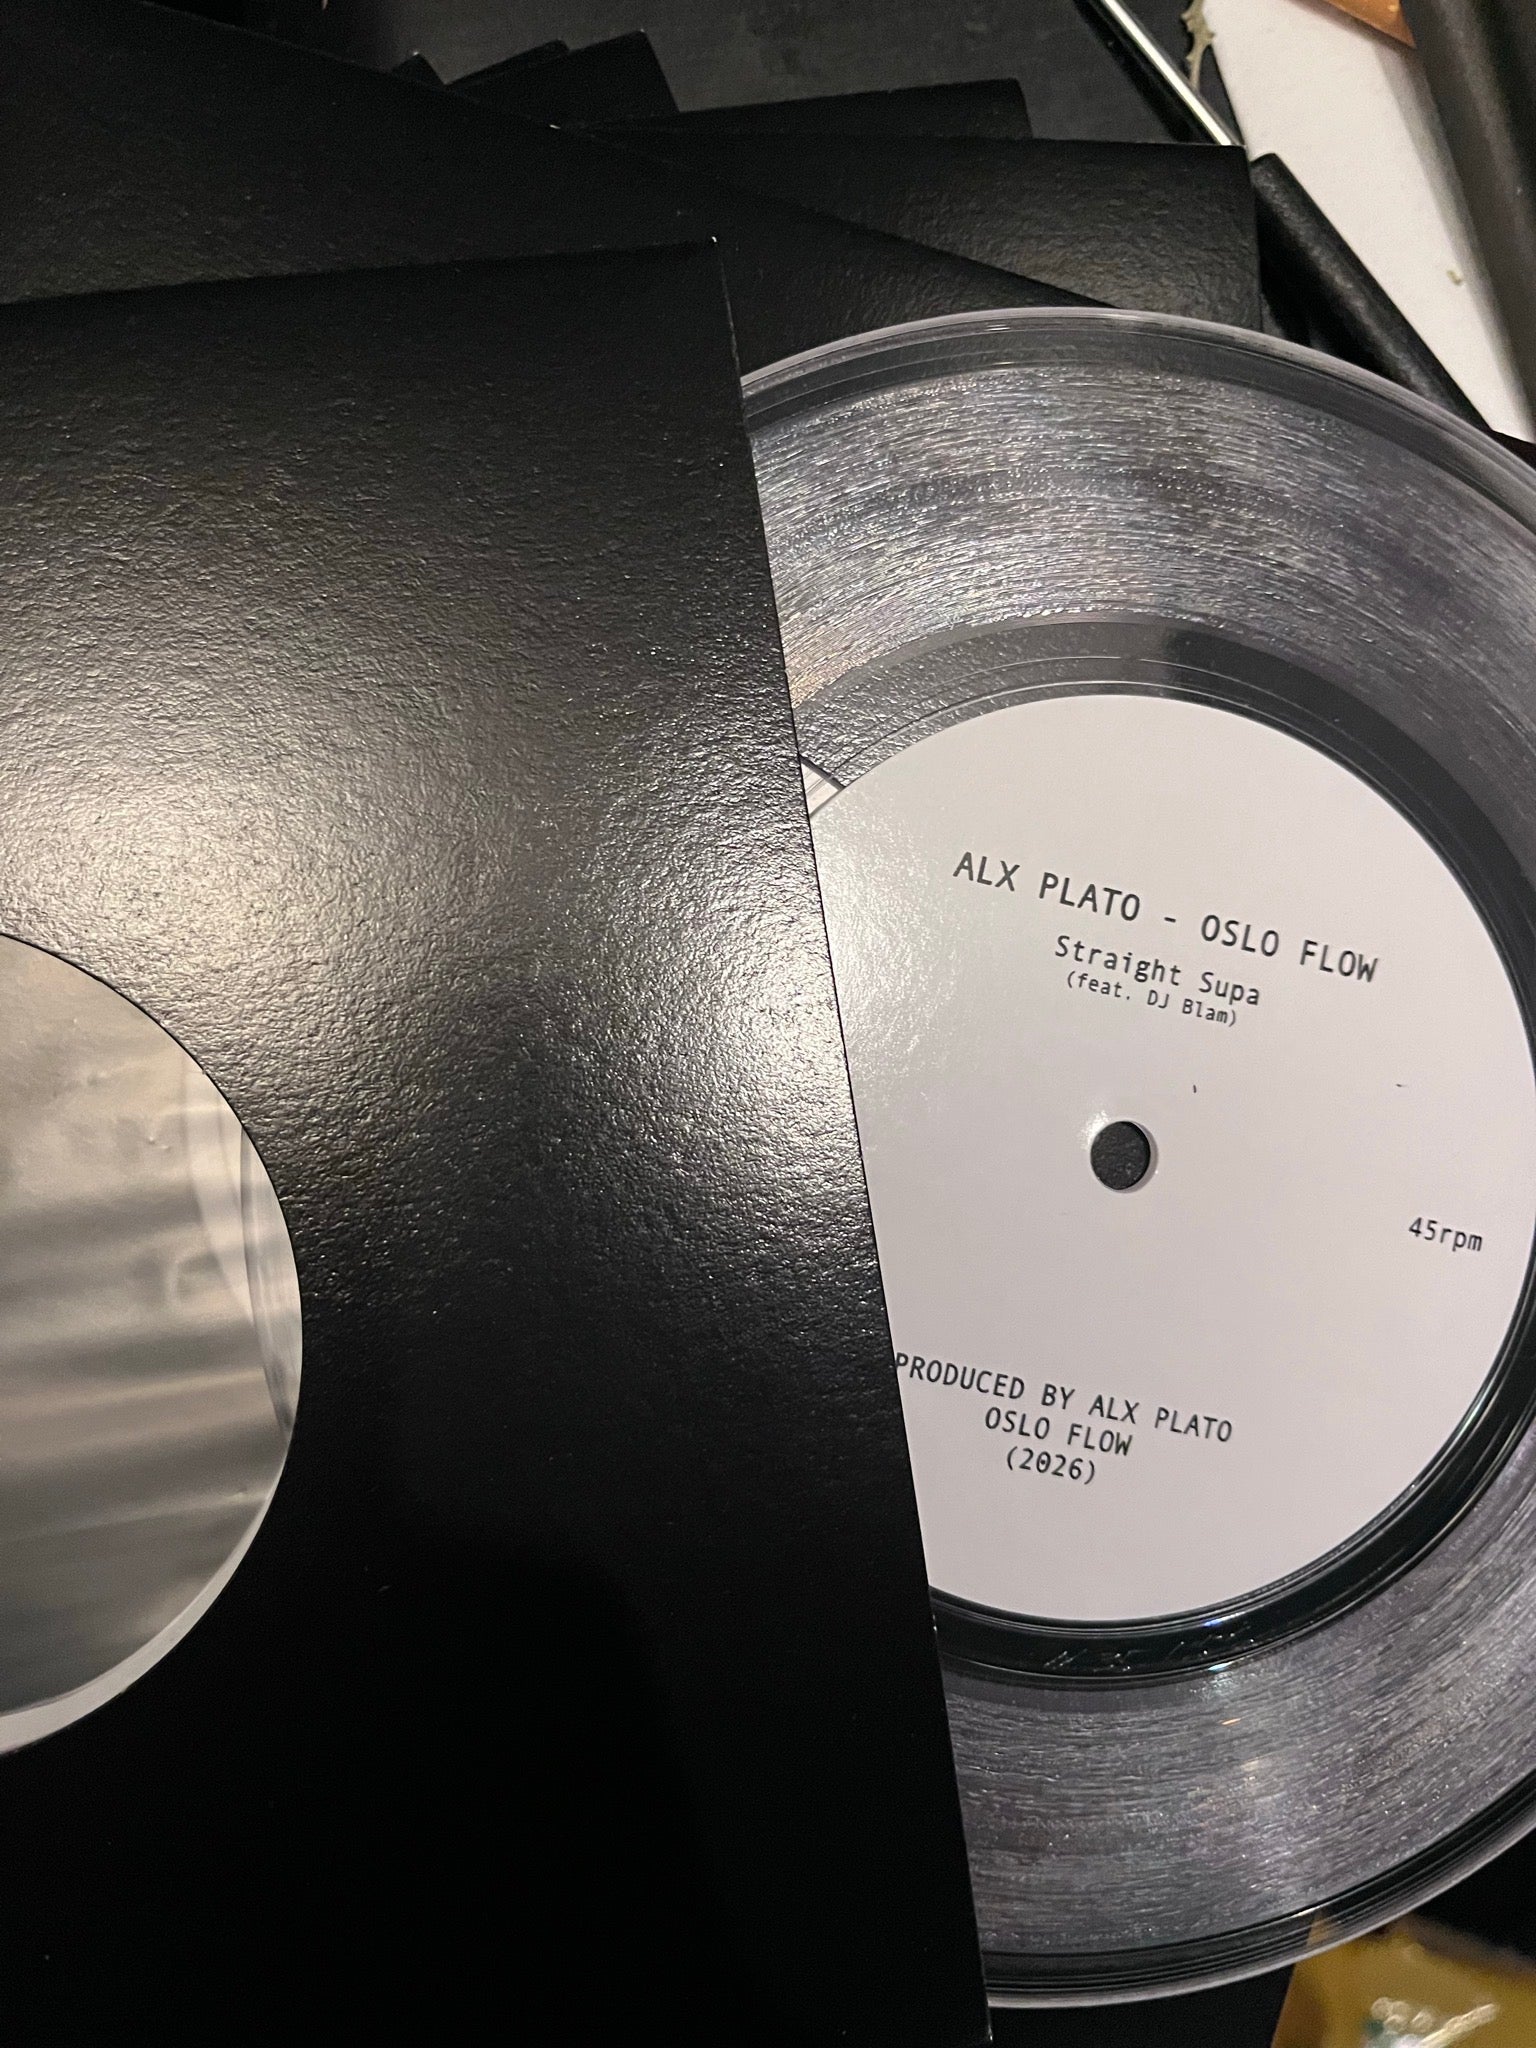 ALX PLATO - OSLO FLOW
Straight Supa
(feat. DJ Blam)
45rpm
PRODUCED BY ALX PLATO
OSLO FLOW
(2026)